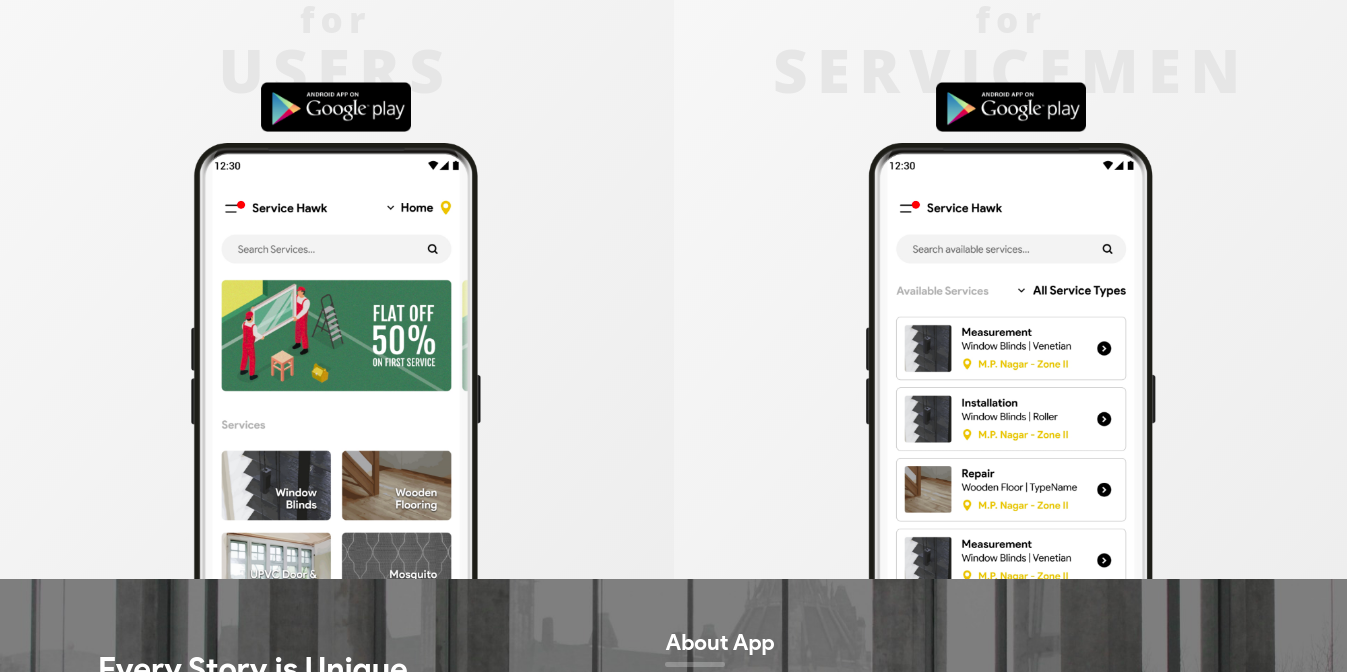 for
USERS
ANDROID APP ON
Google play
12:30
Service Hawk
Home
Search Services...
FLAT OFF
50%
ON FIRST SERVICE
Services
Window
Blinds
Wooden
Flooring
UPVC Door &
Mosquito
for
SERVICEMEN
ANDROID APP ON
Google play
12:30
Service Hawk
Search available services...
Available Services
All Service Types
Measurement
Window Blinds | Venetian
M.P. Nagar - Zone II
Installation
Window Blinds | Roller
M.P. Nagar - Zone II
Repair
Wooden Floor | TypeName
M.P. Nagar - Zone II
Measurement
Window Blinds | Venetian
M.P. Nagar - Zone II
Every Story is Unique
About App